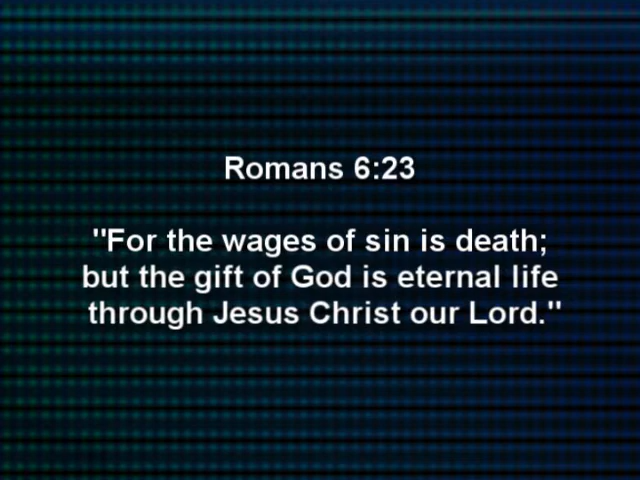 Romans 6:23
"For the wages of sin is death;
but the gift of God is eternal life
through Jesus Christ our Lord."